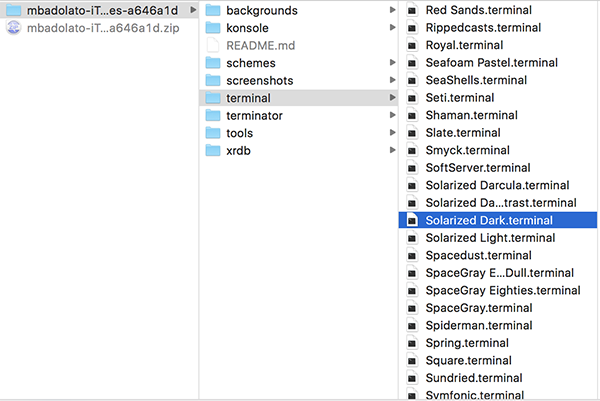 mbadolato-iT...es-a646a1d
mbadolato-iT...a646a1d.zip
backgrounds
konsole
README.md
schemes
screenshots
terminal
terminator
tools
xrdb
Red Sands.terminal
Rippedcasts.terminal
Royal.terminal
Seafoam Pastel.terminal
SeaShells.terminal
Seti.terminal
Shaman.terminal
Slate.terminal
Smyck.terminal
SoftServer.terminal
Solarized Darcula.terminal
Solarized Da...trast.terminal
Solarized Dark.terminal
Solarized Light.terminal
Spacedust.terminal
SpaceGray E...Dull.terminal
SpaceGray Eighties.terminal
SpaceGray.terminal
Spiderman.terminal
Spring.terminal
Square.terminal
Sundried.terminal
Symfonic.terminal